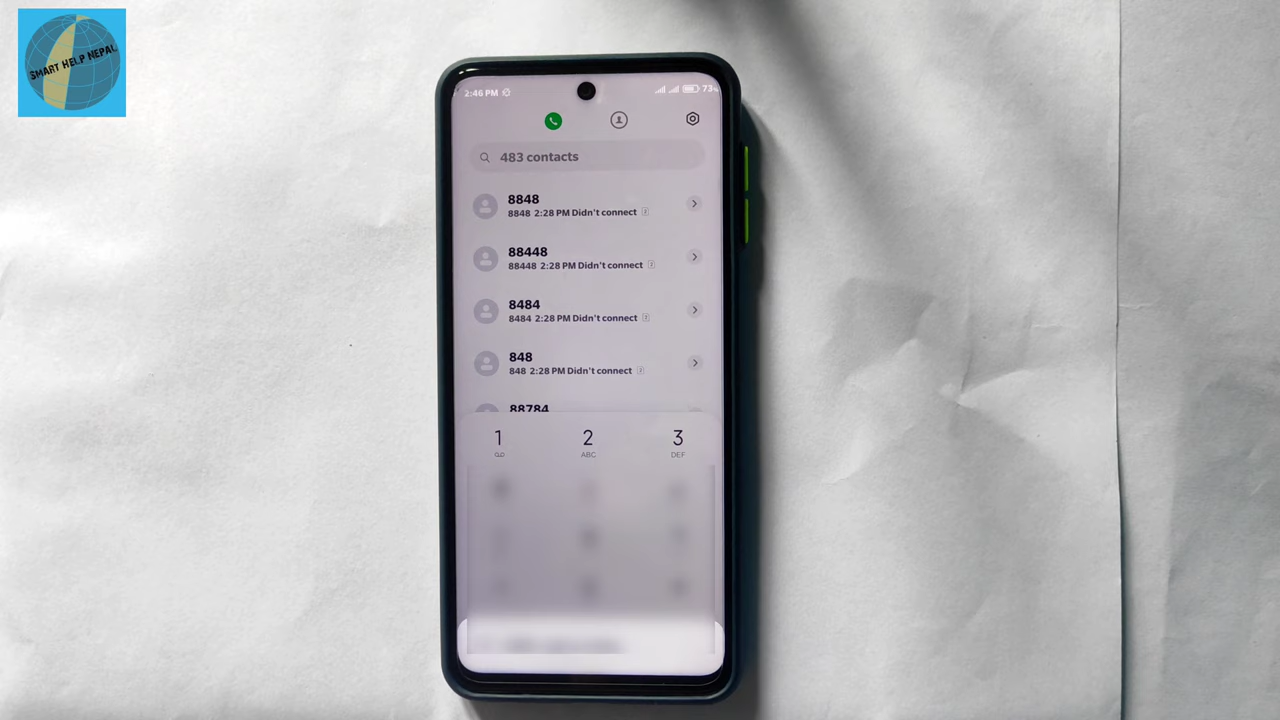 SMART HELP NEPAL
2:46 PM 73
483 contacts
8848
8848 2:28 PM Didn't connect
88448
88448 2:28 PM Didn't connect
8484
8484 2:28 PM Didn't connect
848
848 2:28 PM Didn't connect
88784
1 2 3
ABC DEF